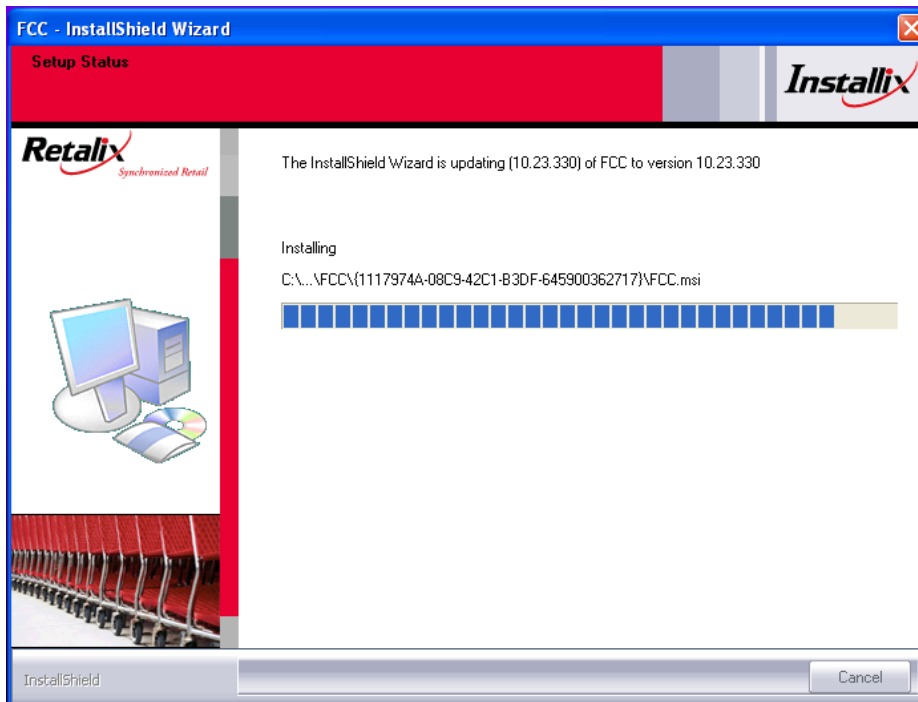 FCC - InstallShield Wizard
Setup Status
Installix
Retalix
Synchronized Retail
The InstallShield Wizard is updating (10.23.330) of FCC to version 10.23.330
Installing
C:\...\FCC\{1117974A-08C9-42C1-B3DF-645900362717}\FCC.msi
InstallShield
Cancel